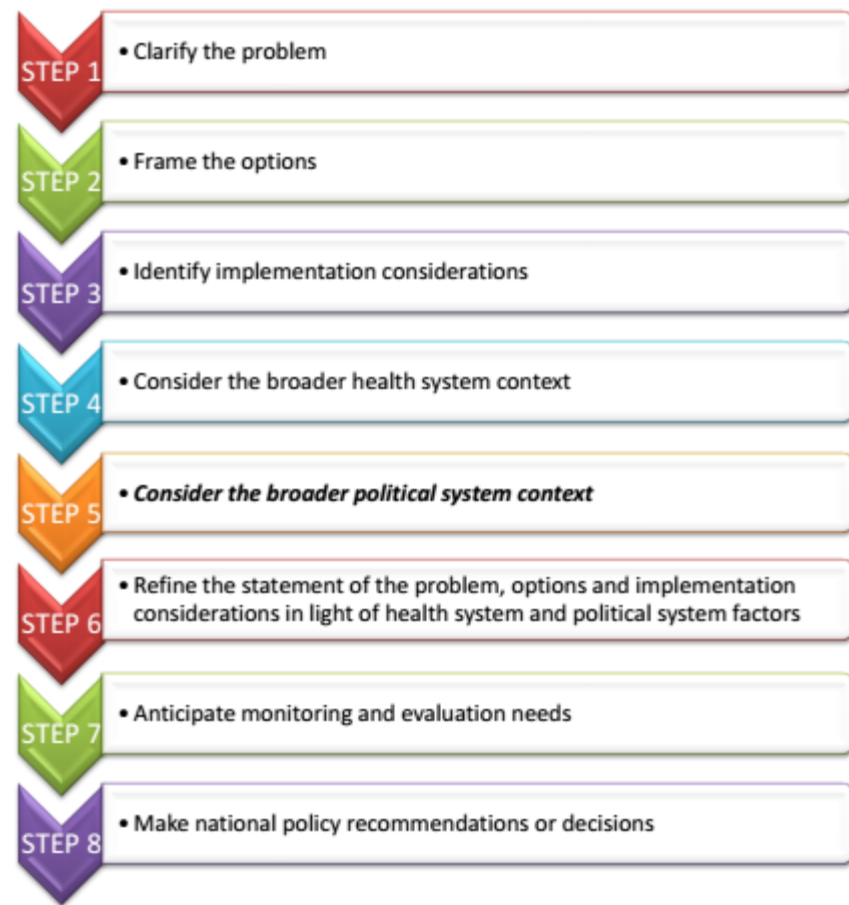 STEP 1
• Clarify the problem
STEP 2
• Frame the options
STEP 3
• Identify implementation considerations
STEP 4
• Consider the broader health system context
STEP 5
• Consider the broader political system context
STEP 6
• Refine the statement of the problem, options and implementation
considerations in light of health system and political system factors
STEP 7
• Anticipate monitoring and evaluation needs
STEP 8
• Make national policy recommendations or decisions